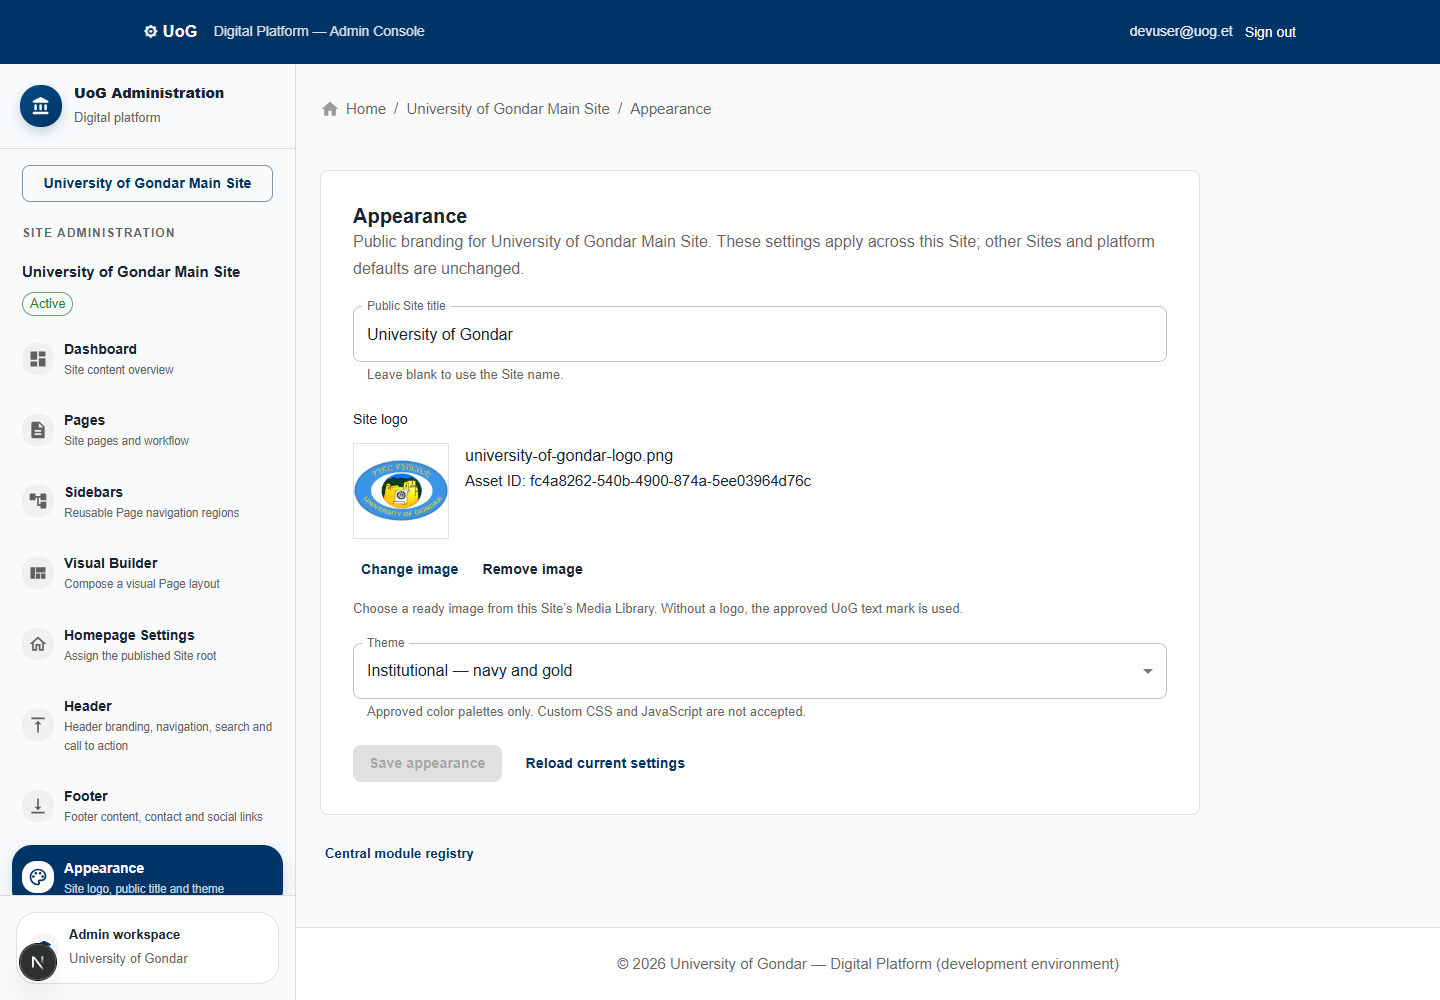 UoG
Digital Platform — Admin Console
devuser@uog.et
Sign out
UoG Administration
Digital platform
University of Gondar Main Site
SITE ADMINISTRATION
University of Gondar Main Site
Active
Dashboard
Site content overview
Pages
Site pages and workflow
Sidebars
Reusable Page navigation regions
Visual Builder
Compose a visual Page layout
Homepage Settings
Assign the published Site root
Header
Header branding, navigation, search and
call to action
Footer
Footer content, contact and social links
Appearance
Site logo, public title and theme
Admin workspace
University of Gondar
N
Home / University of Gondar Main Site / Appearance
Appearance
Public branding for University of Gondar Main Site. These settings apply across this Site; other Sites and platform
defaults are unchanged.
Public Site title
University of Gondar
Leave blank to use the Site name.
Site logo
UNIVERSITY OF GONDAR
university-of-gondar-logo.png
Asset ID: fc4a8262-540b-4900-874a-5ee03964d76c
Change image
Remove image
Choose a ready image from this Site’s Media Library. Without a logo, the approved UoG text mark is used.
Theme
Institutional — navy and gold
Approved color palettes only. Custom CSS and JavaScript are not accepted.
Save appearance
Reload current settings
Central module registry
© 2026 University of Gondar — Digital Platform (development environment)